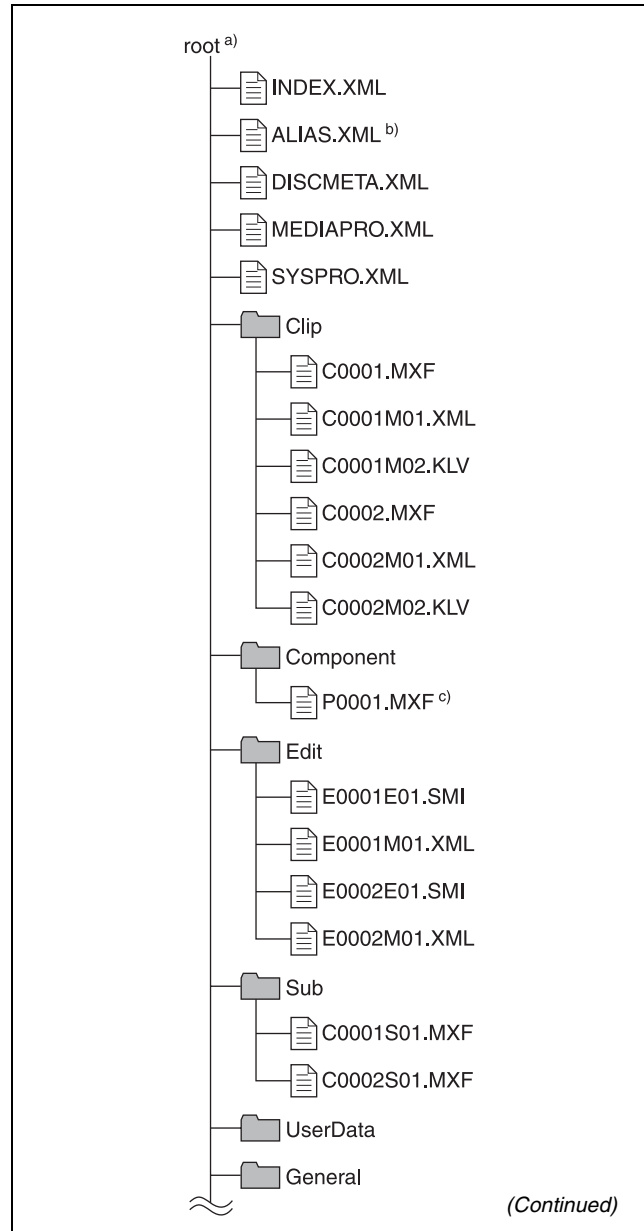 root a)
INDEX.XML
ALIAS.XML b)
DISCMETA.XML
MEDIAPRO.XML
SYSPRO.XML
Clip
C0001.MXF
C0001M01.XML
C0001M02.KLV
C0002.MXF
C0002M01.XML
C0002M02.KLV
Component
P0001.MXF c)
Edit
E0001E01.SMI
E0001M01.XML
E0002E01.SMI
E0002M01.XML
Sub
C0001S01.MXF
C0002S01.MXF
UserData
General
(Continued)